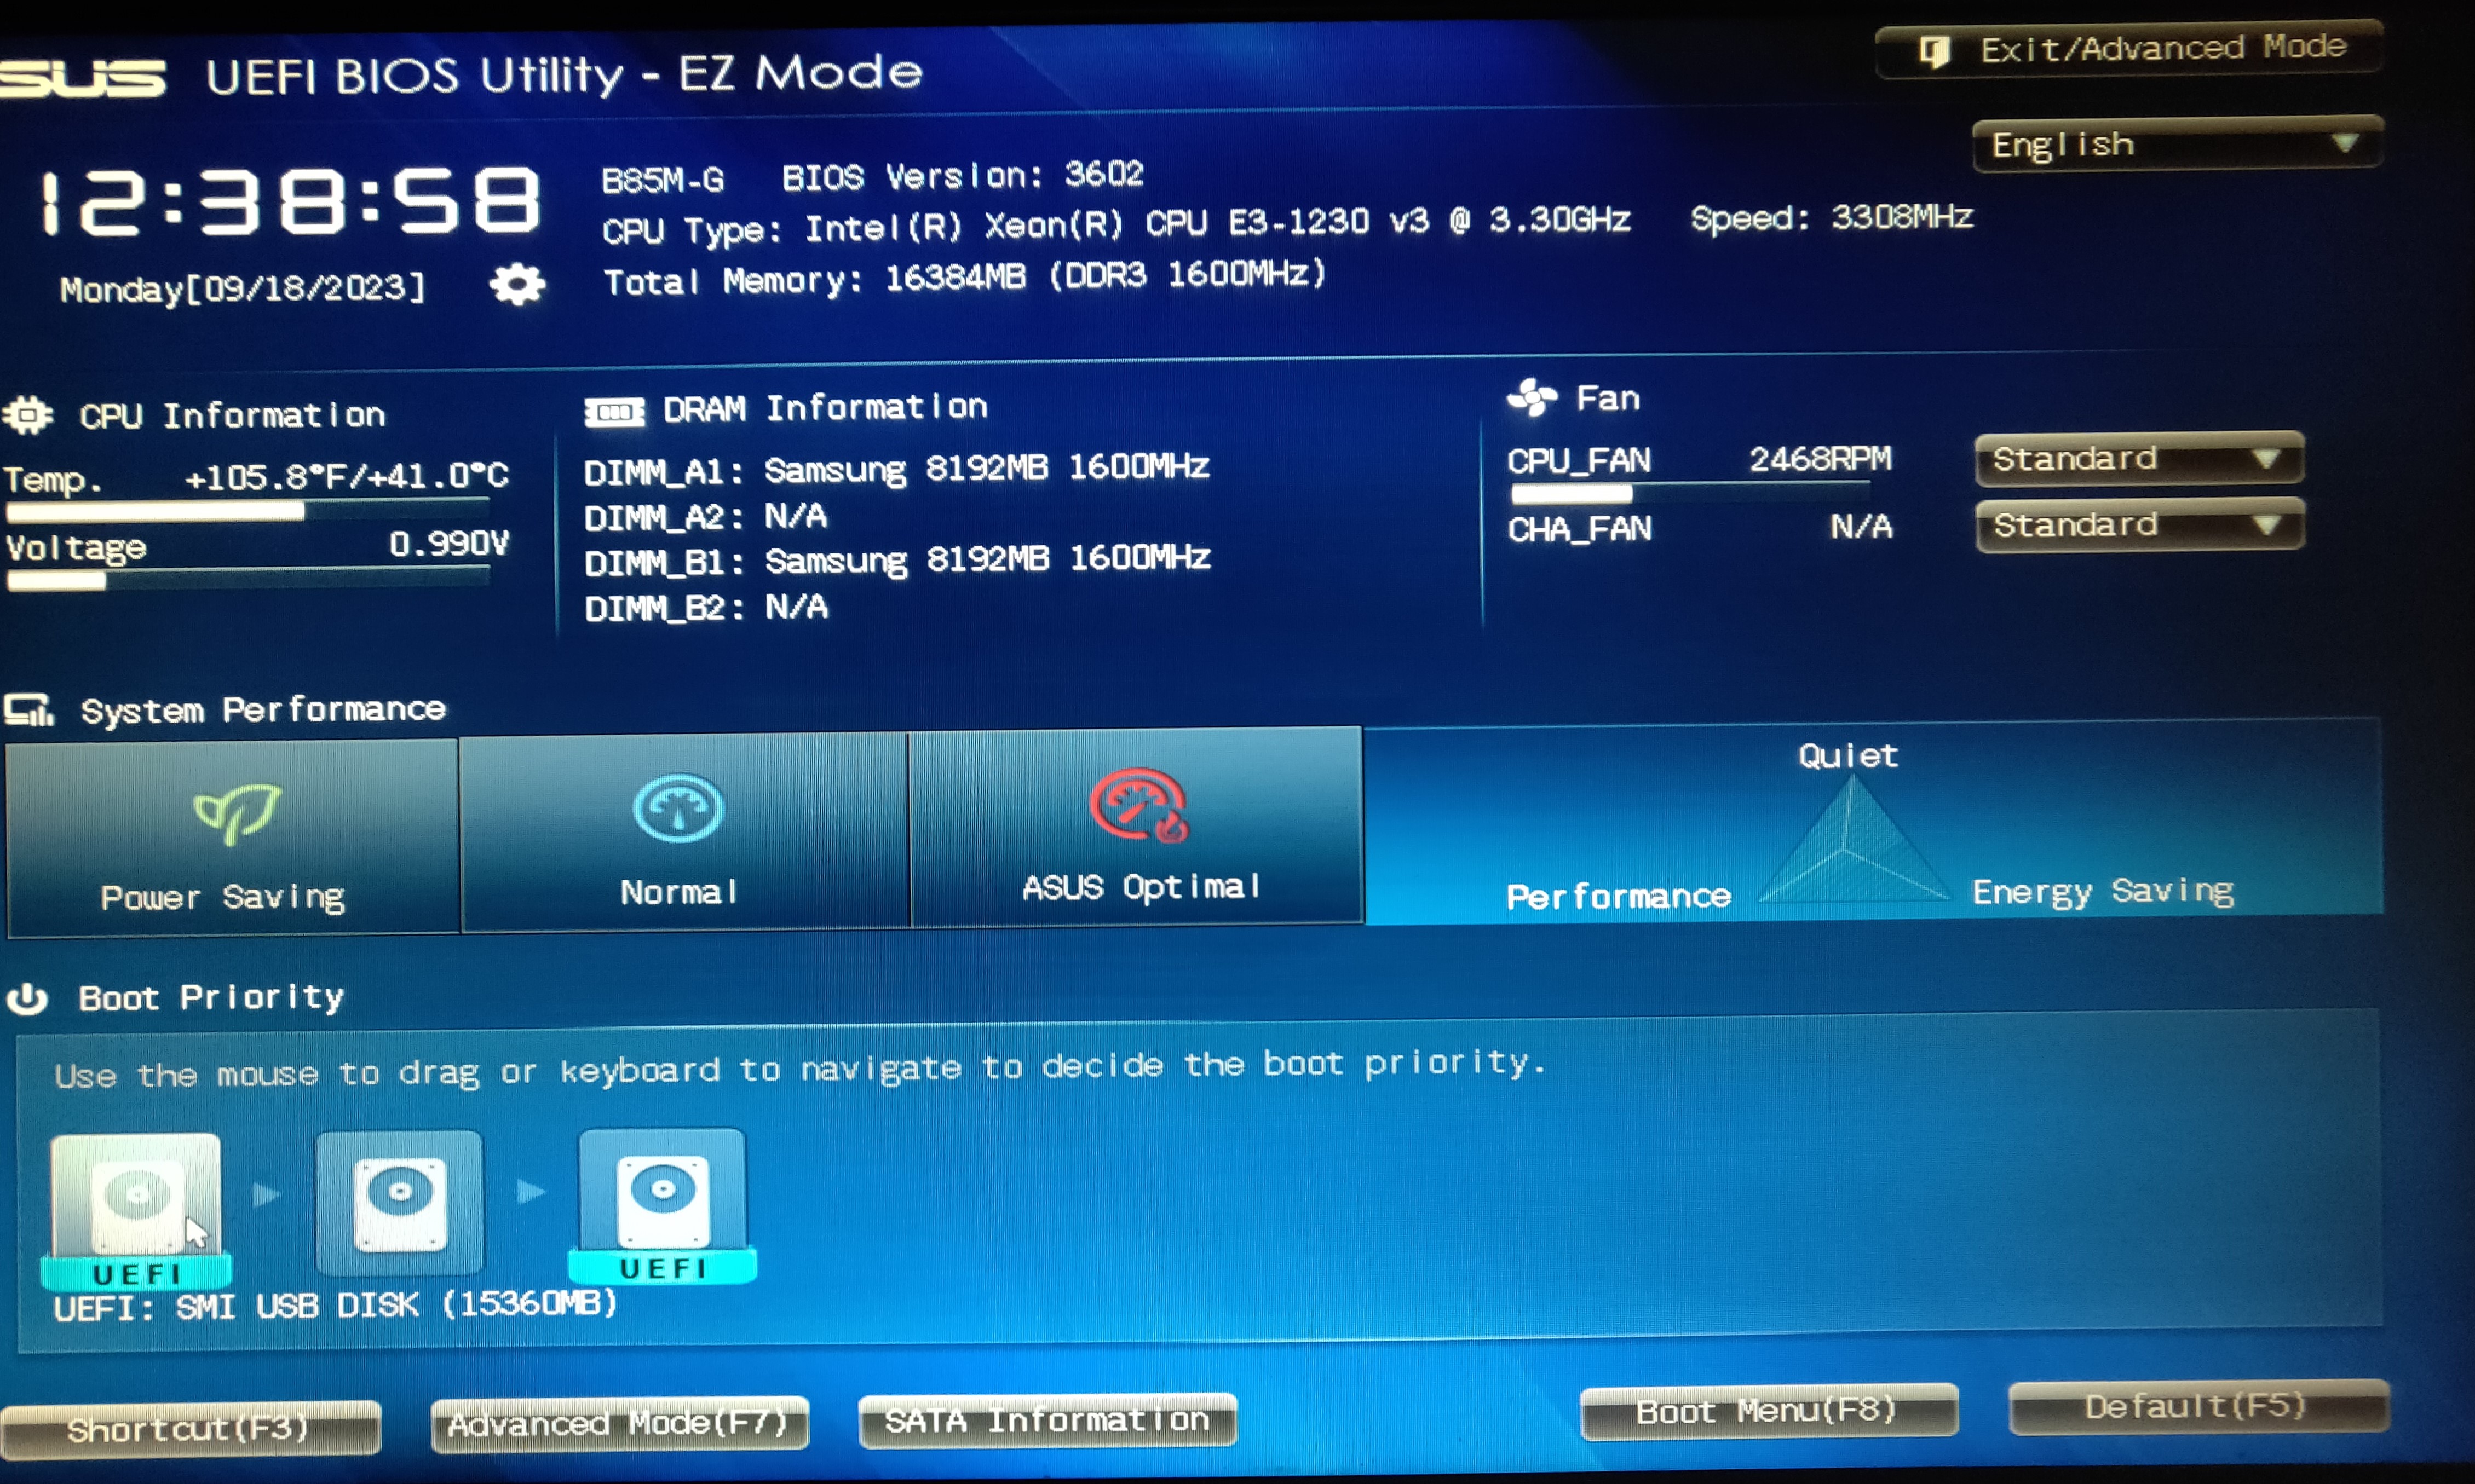 SUS UEFI BIOS Utility - EZ Mode
Exit/Advanced Mode
English
12:38:58
Monday[09/18/2023]
B85M-G BIOS Version: 3602
CPU Type: Intel(R) Xeon(R) CPU E3-1230 v3 @ 3.30GHz Speed: 3308MHz
Total Memory: 16384MB (DDR3 1600MHz)
CPU Information
Temp. +105.8°F/+41.0°C
Voltage 0.990V
DRAM Information
DIMM_A1: Samsung 8192MB 1600MHz
DIMM_A2: N/A
DIMM_B1: Samsung 8192MB 1600MHz
DIMM_B2: N/A
Fan
CPU_FAN 2468RPM Standard
CHA_FAN N/A Standard
System Performance
Power Saving
Normal
ASUS Optimal
Quiet
Performance
Energy Saving
Boot Priority
Use the mouse to drag or keyboard to navigate to decide the boot priority.
UEFI
UEFI
UEFI: SMI USB DISK (15360MB)
Shortcut(F3)
Advanced Mode(F7)
SATA Information
Boot Menu(F8)
Default(F5)